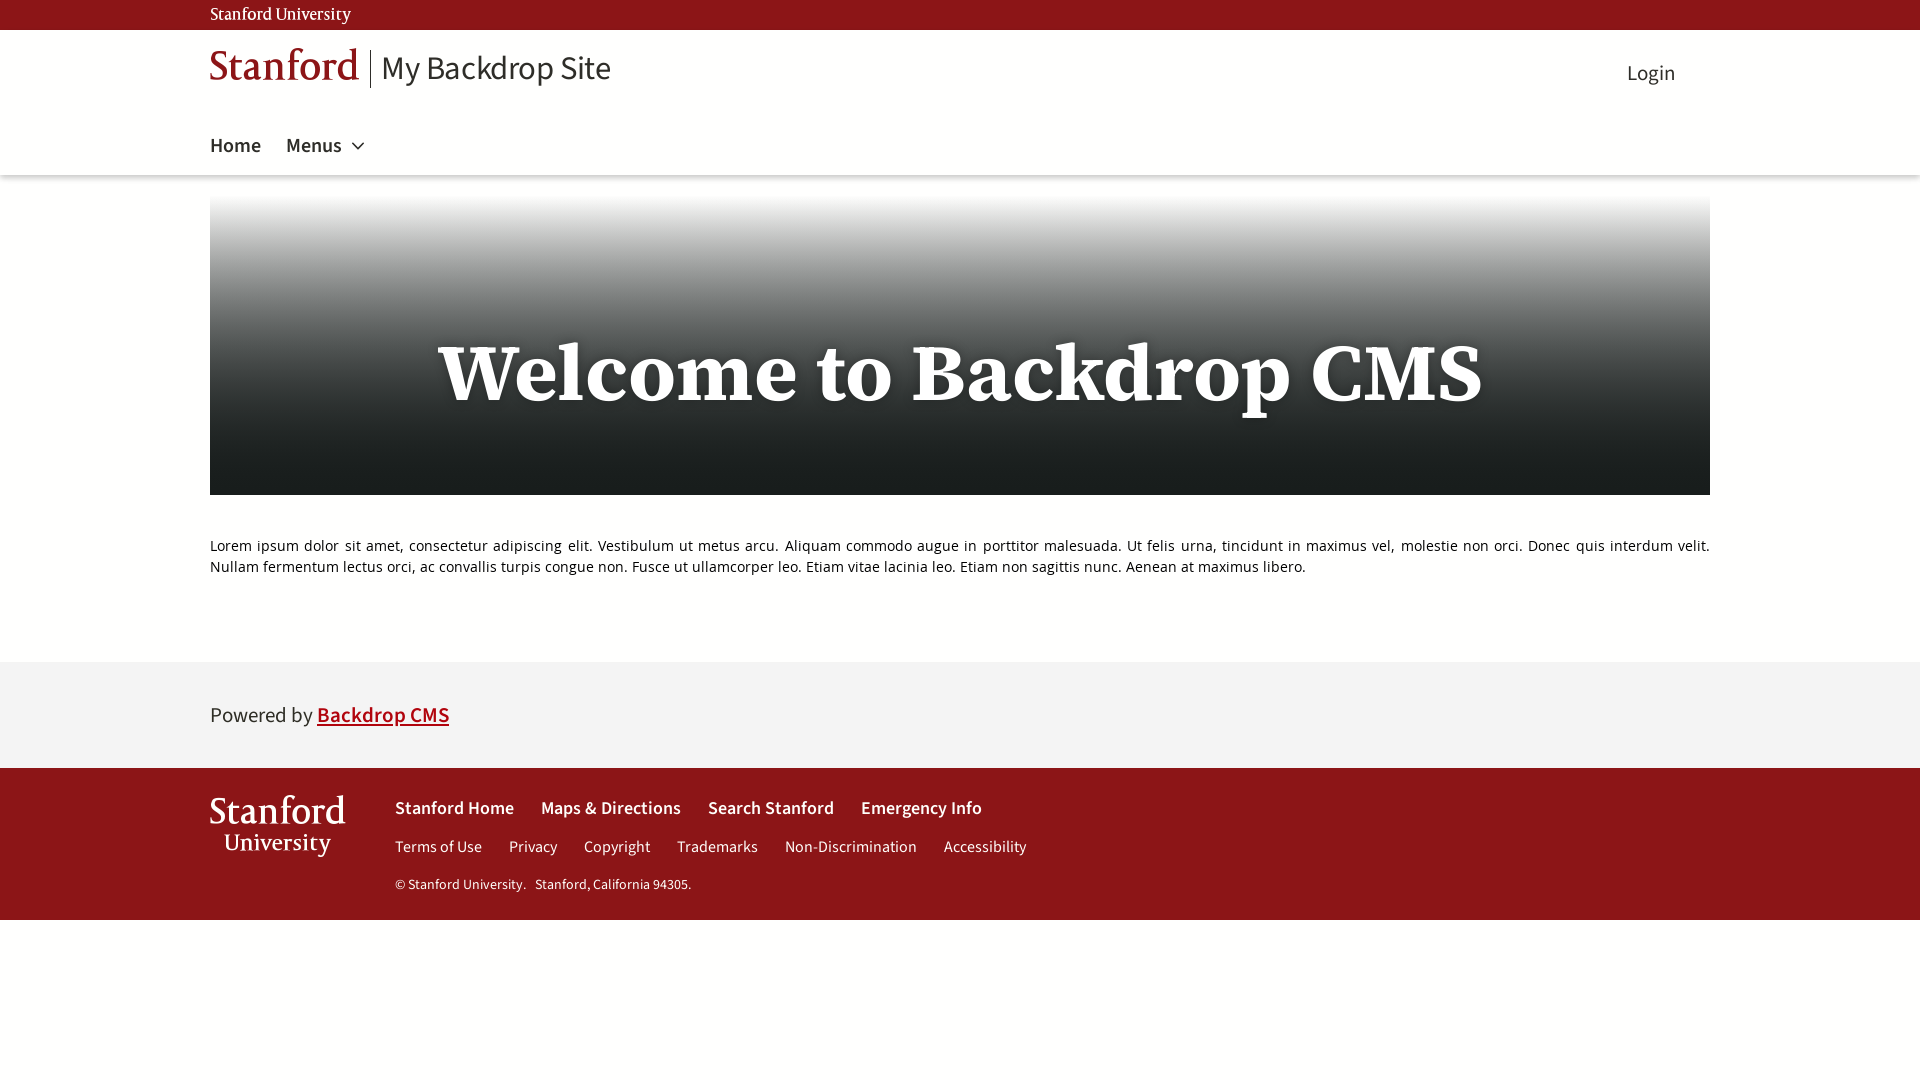 Stanford University
Stanford My Backdrop Site
Login
Home Menus
Welcome to Backdrop CMS
Lorem ipsum dolor sit amet, consectetur adipiscing elit. Vestibulum ut metus arcu. Aliquam commodo augue in porttitor malesuada. Ut felis urna, tincidunt in maximus vel, molestie non orci. Donec quis interdum velit.
Nullam fermentum lectus orci, ac convallis turpis congue non. Fusce ut ullamcorper leo. Etiam vitae lacinia leo. Etiam non sagittis nunc. Aenean at maximus libero.
Powered by Backdrop CMS
Stanford
University
Stanford Home Maps & Directions Search Stanford Emergency Info
Terms of Use Privacy Copyright Trademarks Non-Discrimination Accessibility
© Stanford University. Stanford, California 94305.